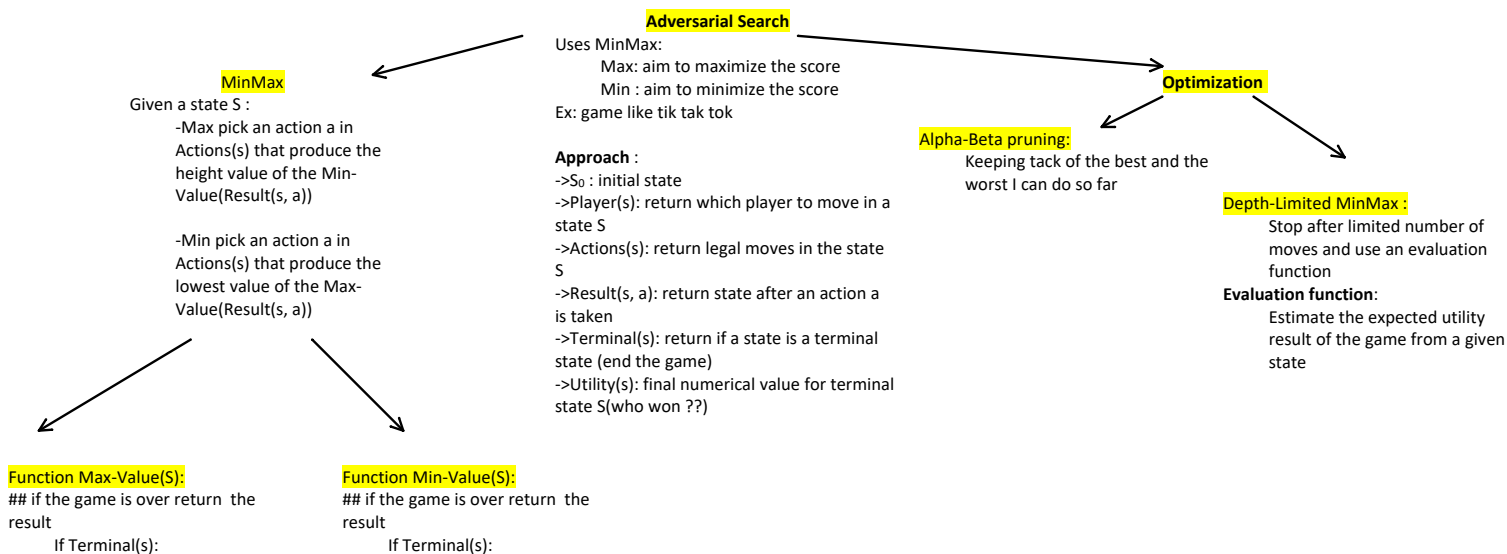 Adversarial Search
Uses MinMax:
Max: aim to maximize the score
Min : aim to minimize the score
Ex: game like tik tak tok
Approach :
->S₀ : initial state
->Player(s): return which player to move in a
state S
->Actions(s): return legal moves in the state
S
->Result(s, a): return state after an action a
is taken
->Terminal(s): return if a state is a terminal
state (end the game)
->Utility(s): final numerical value for terminal
state S(who won ??)
MinMax
Given a state S :
-Max pick an action a in
Actions(s) that produce the
height value of the Min-
Value(Result(s, a))
-Min pick an action a in
Actions(s) that produce the
lowest value of the Max-
Value(Result(s, a))
Function Max-Value(S):
## if the game is over return  the
result
If Terminal(s):
Function Min-Value(S):
## if the game is over return  the
result
If Terminal(s):
Optimization
Alpha-Beta pruning:
Keeping tack of the best and the
worst I can do so far
Depth-Limited MinMax :
Stop after limited number of
moves and use an evaluation
function
Evaluation function:
Estimate the expected utility
result of the game from a given
state